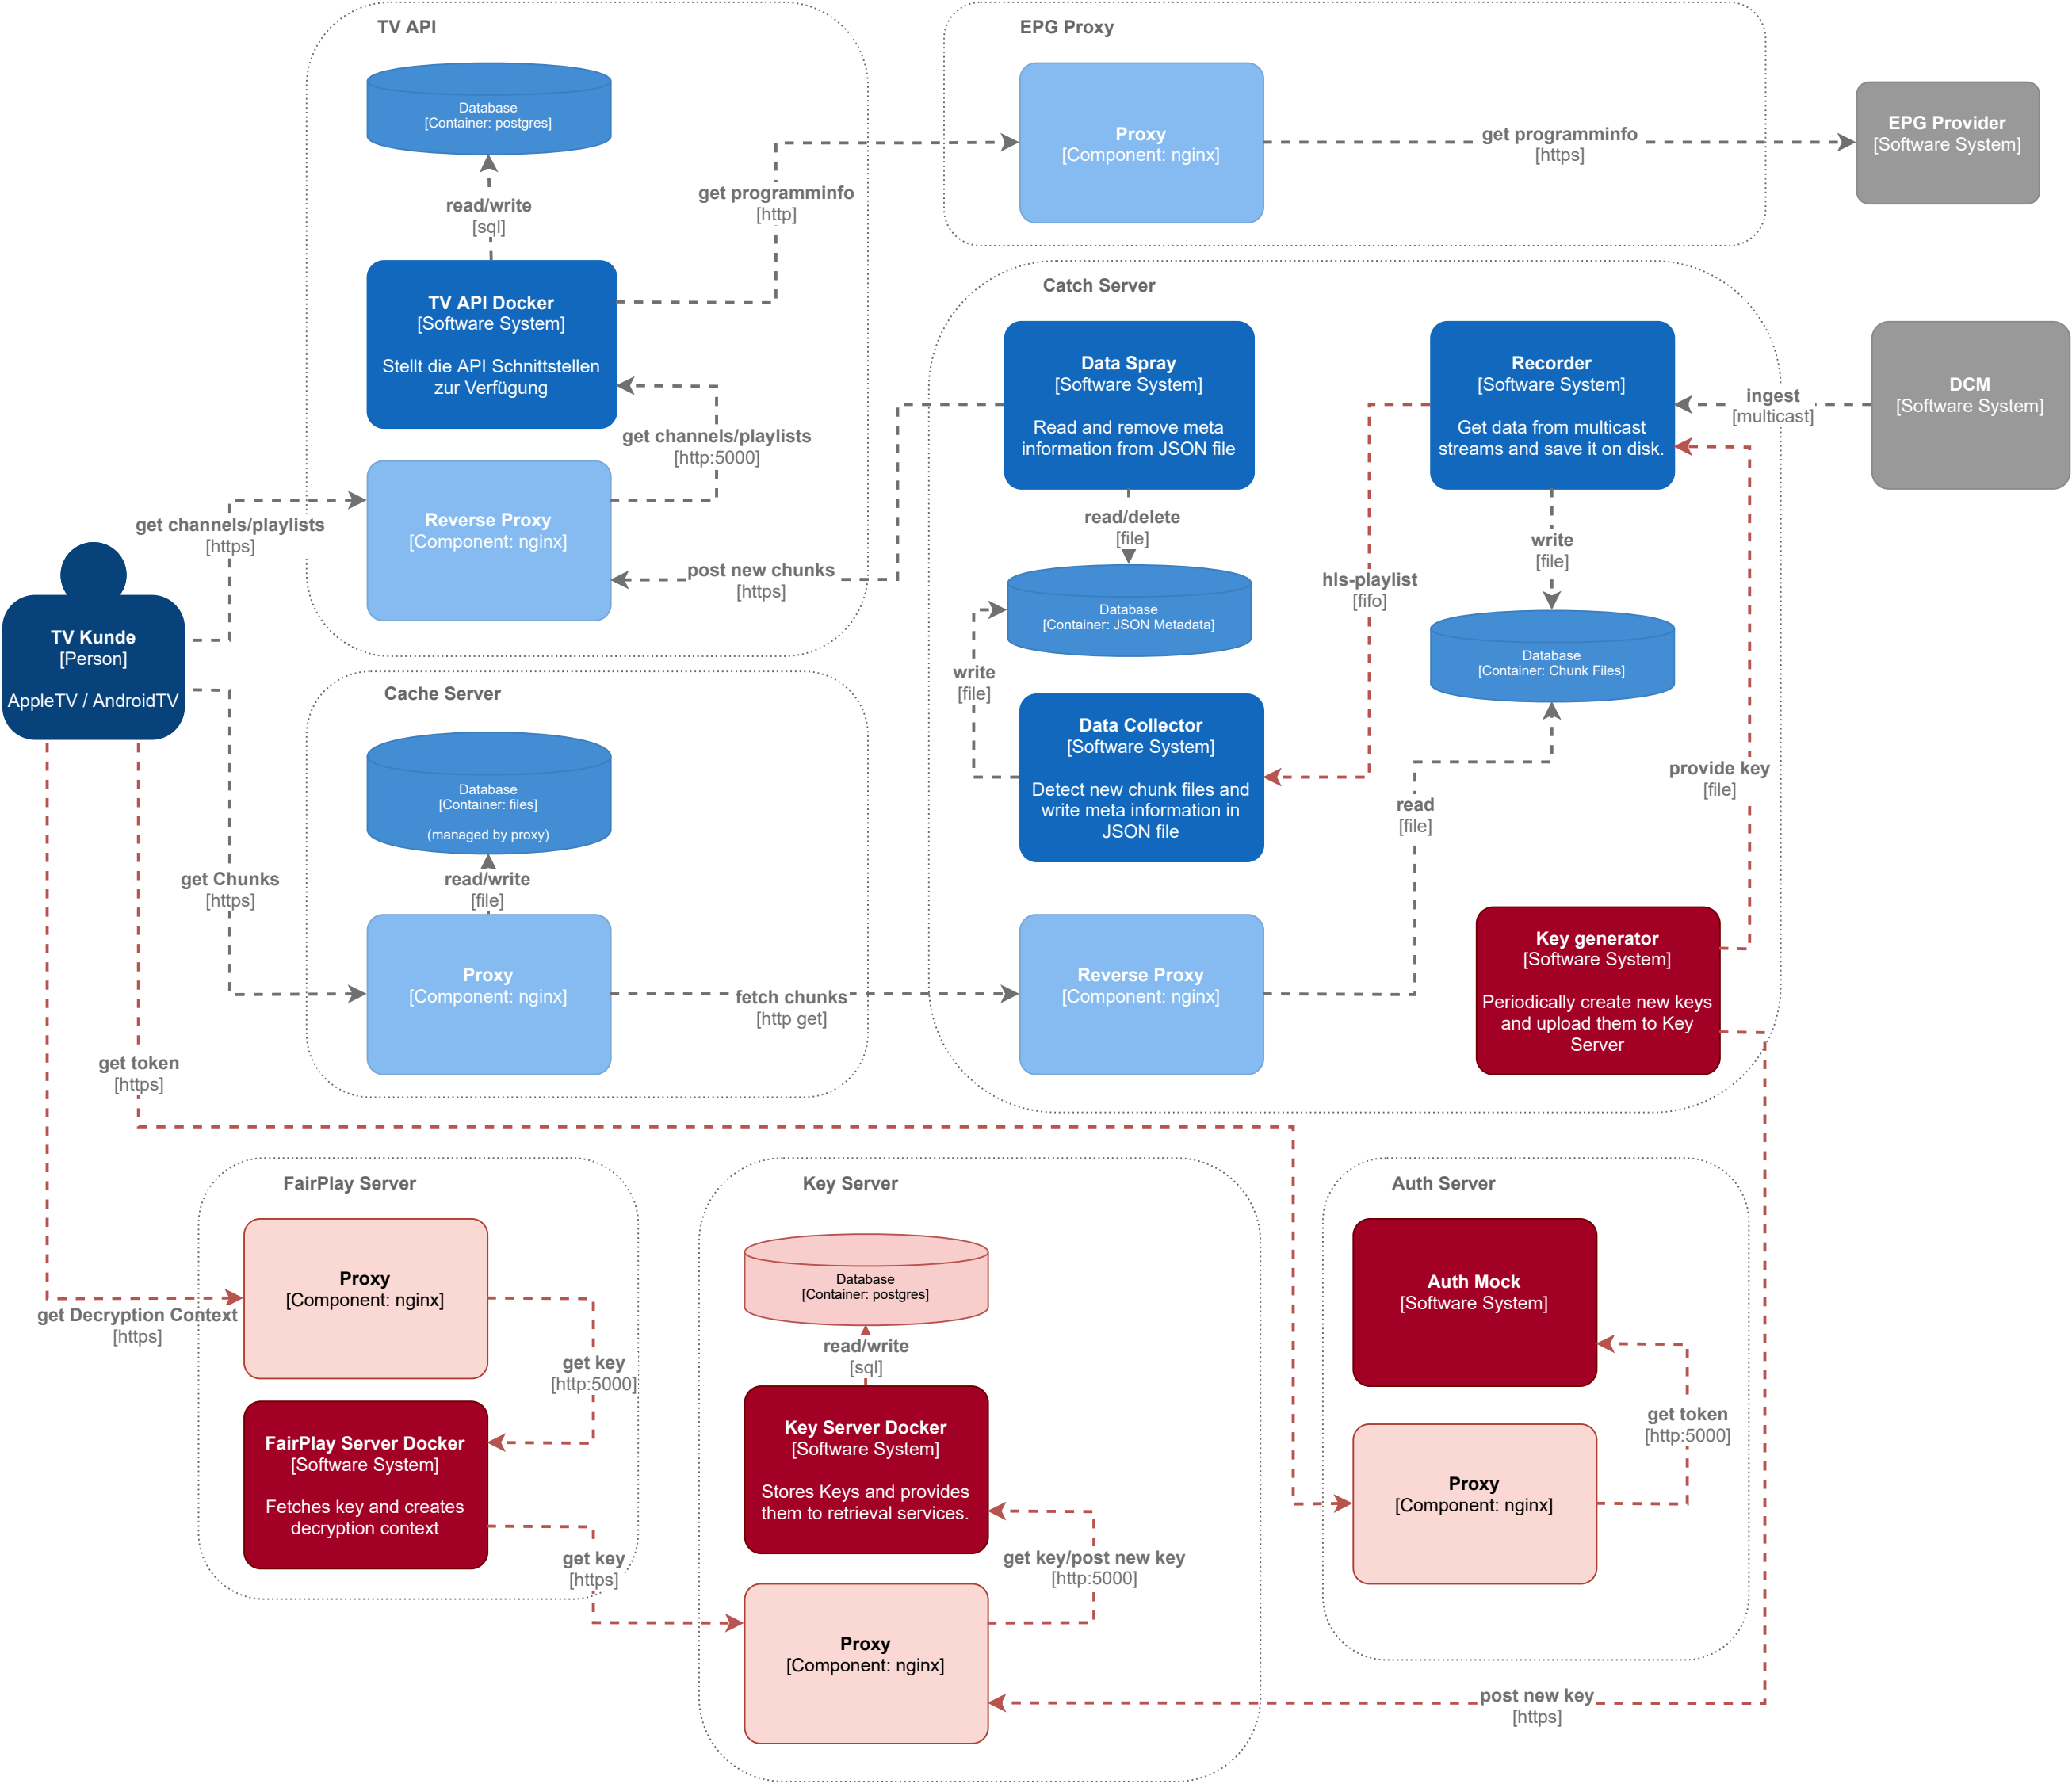 TV API
Database
[Container: postgres]
read/write
[sql]
TV API Docker
[Software System]
Stellt die API Schnittstellen
zur Verfügung
get programminfo
[http]
get channels/playlists
[http:5000]
Reverse Proxy
[Component: nginx]
get channels/playlists
[https]
post new chunks
[https]
EPG Proxy
Proxy
[Component: nginx]
get programminfo
[https]
EPG Provider
[Software System]
Catch Server
Data Spray
[Software System]
Read and remove meta
information from JSON file
Recorder
[Software System]
Get data from multicast
streams and save it on disk.
ingest
[multicast]
DCM
[Software System]
read/delete
[file]
write
[file]
hls-playlist
[fifo]
Database
[Container: JSON Metadata]
Database
[Container: Chunk Files]
write
[file]
Data Collector
[Software System]
Detect new chunk files and
write meta information in
JSON file
read
[file]
provide key
[file]
Reverse Proxy
[Component: nginx]
Key generator
[Software System]
Periodically create new keys
and upload them to Key
Server
TV Kunde
[Person]
AppleTV / AndroidTV
Cache Server
Database
[Container: files]
(managed by proxy)
read/write
[file]
get Chunks
[https]
Proxy
[Component: nginx]
fetch chunks
[http get]
get token
[https]
FairPlay Server
Proxy
[Component: nginx]
get Decryption Context
[https]
get key
[http:5000]
FairPlay Server Docker
[Software System]
Fetches key and creates
decryption context
get key
[https]
Key Server
Database
[Container: postgres]
read/write
[sql]
Key Server Docker
[Software System]
Stores Keys and provides
them to retrieval services.
get key/post new key
[http:5000]
Proxy
[Component: nginx]
Auth Server
Auth Mock
[Software System]
get token
[http:5000]
Proxy
[Component: nginx]
post new key
[https]